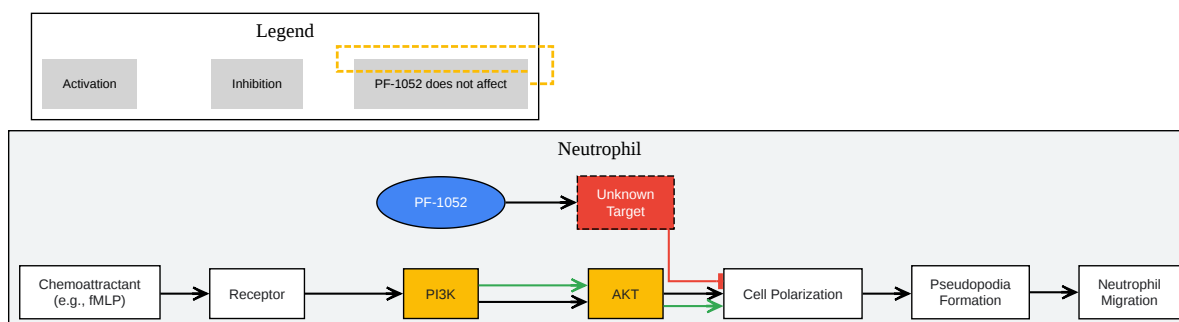 Legend
Activation
Inhibition
PF-1052 does not affect
Neutrophil
PF-1052
Unknown
Target
Chemoattractant
(e.g., fMLP)
Receptor
PI3K
AKT
Cell Polarization
Pseudopodia
Formation
Neutrophil
Migration